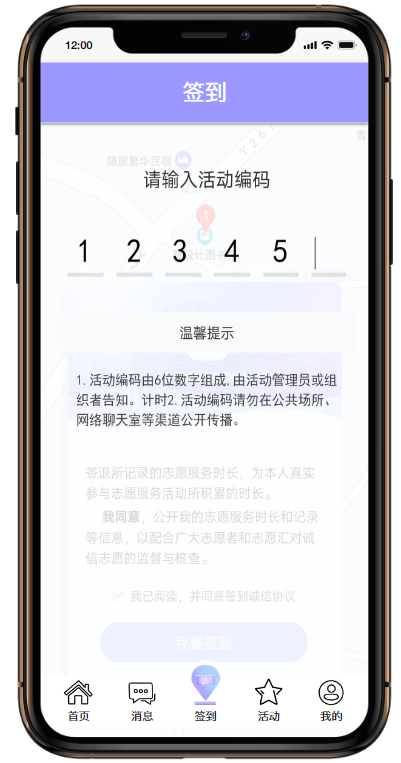 12:00
签到
Y261
青
隐居繁华民宿
请输入活动编码
1
设计图书
1 2 3 4 5
温馨提示
1.活动编码由6位数字组成,由活动管理员或组
织者告知。计时2.活动编码请勿在公共场所、
网络聊天室等渠道公开传播。
签退所记录的志愿服务时长，为本人真实
参与志愿服务活动所积累的时长。
我同意，公开我的志愿服务时长和记录
等信息，以配合广大志愿者和志愿汇对诚
信志愿的监督与核查。
我已阅读，并同意签到诚信协议
我要签到
首页 消息 签到 活动 我的